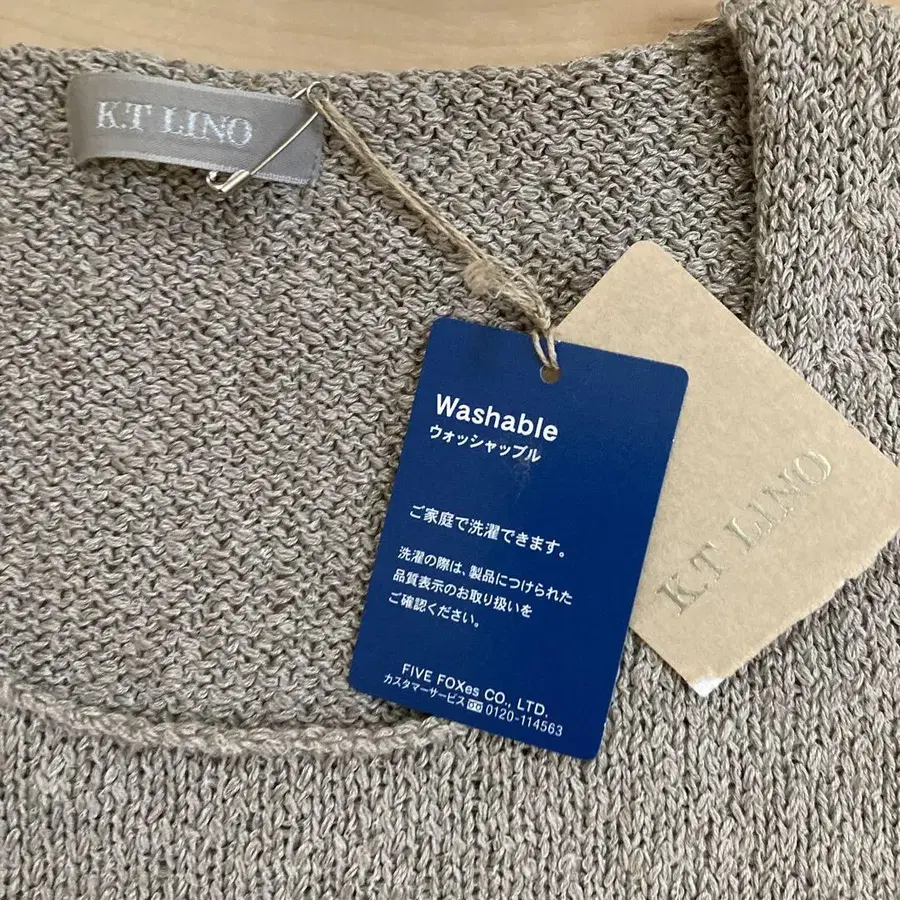 K.T LINO
Washable
ウォッシャブル
ご家庭で洗濯できます。
洗濯の際は、製品につけられた
品質表示のお取り扱いを
ご確認ください。
FIVE FOXes CO., LTD.
カスタマーサービス 0120-114563
K.T LINO